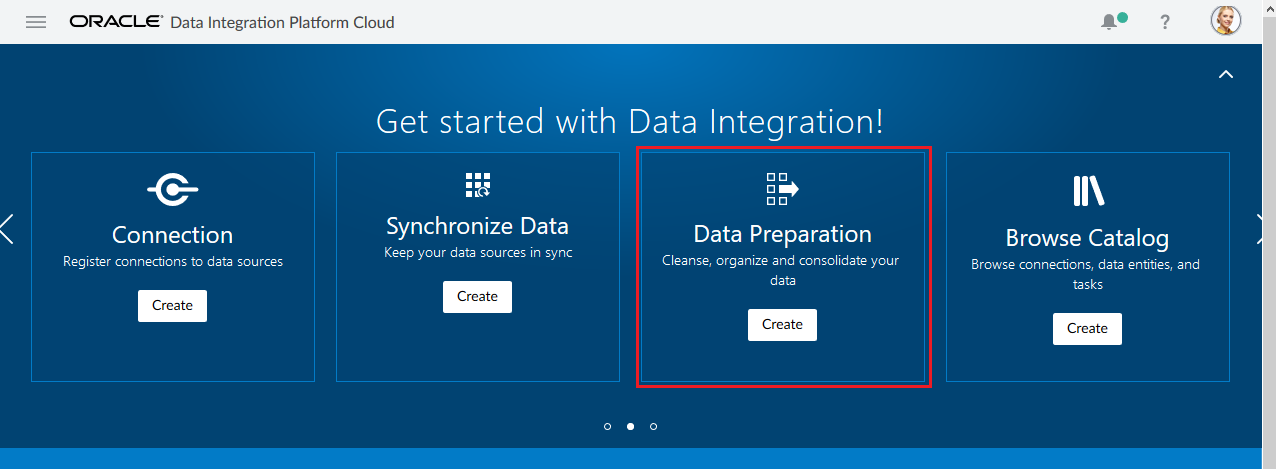 ORACLE® Data Integration Platform Cloud ?
Get started with Data Integration!
Connection
Register connections to data sources
Create
Synchronize Data
Keep your data sources in sync
Create
Data Preparation
Cleanse, organize and consolidate your
data
Create
Browse Catalog
Browse connections, data entities, and
tasks
Create